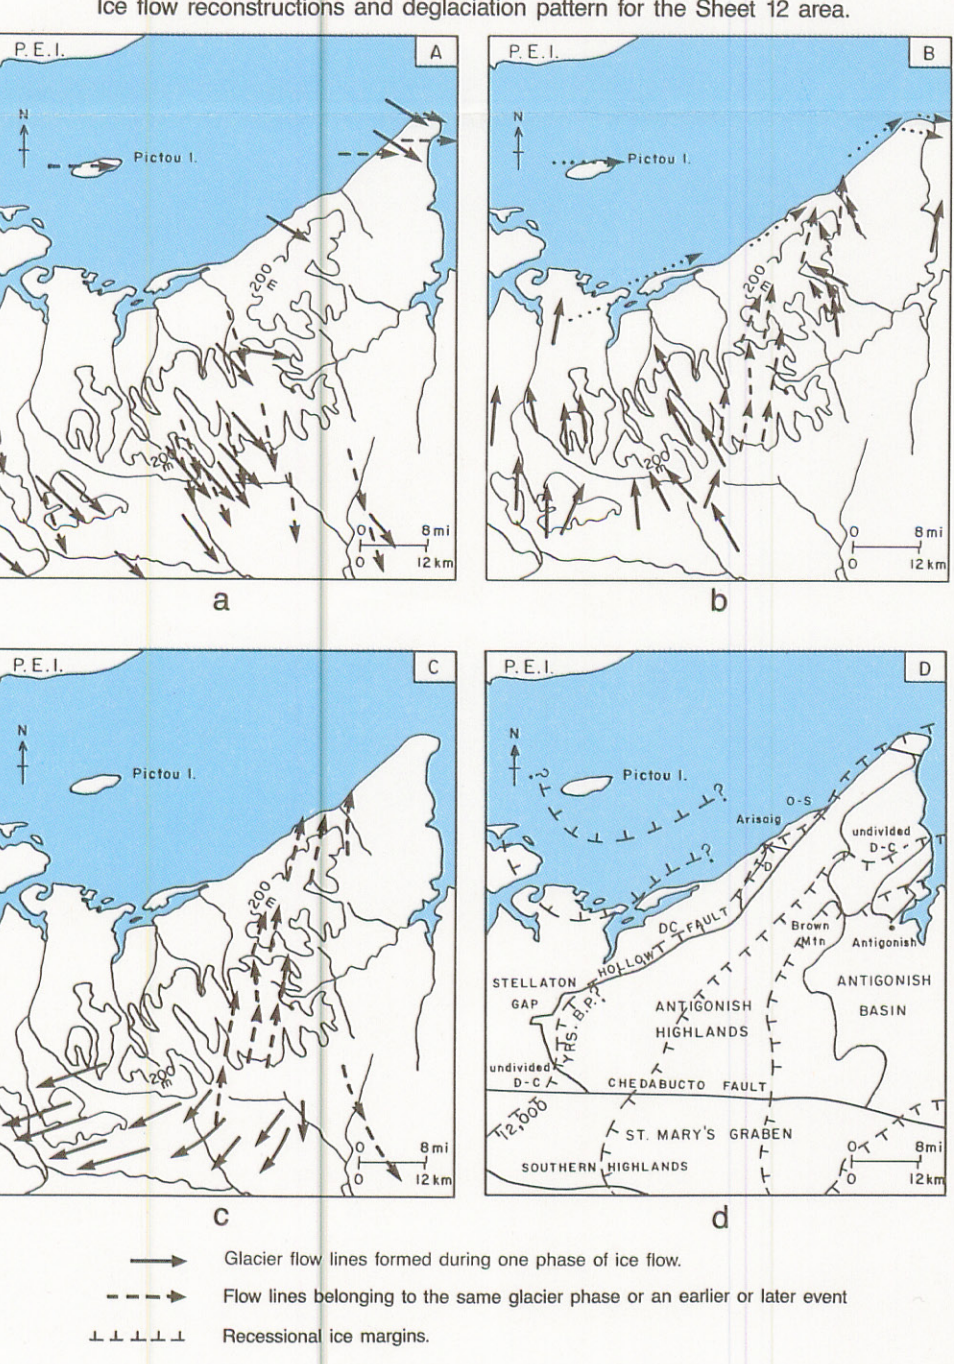 Ice flow reconstructions and deglaciation pattern for the Sheet 12 area.
P.E.I.
A
N
Pictou I.
200
m
200
m
0 8 mi
0 12 km
a
P.E.I.
B
N
Pictou I.
200
m
200
m
0 8 mi
0 12 km
b
P.E.I.
C
N
Pictou I.
200
m
200
m
0 8 mi
0 12 km
c
P.E.I.
D
N
?
Pictou I.
?
O-S
Arisaig
undivided
D-C
?
D
DC
HOLLOW FAULT
Brown
Mtn
Antigonish
STELLATON
GAP
ANTIGONISH
BASIN
ANTIGONISH
HIGHLANDS
YRS. B.P.?
undivided
D-C
CHEDABUCTO FAULT
12,000
ST. MARY'S GRABEN
SOUTHERN HIGHLANDS
0 8 mi
0 12 km
d
Glacier flow lines formed during one phase of ice flow.
Flow lines belonging to the same glacier phase or an earlier or later event
Recessional ice margins.